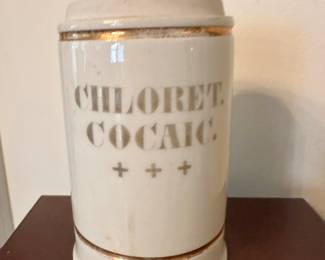 CHLORET.
COCAIC.
+ + +